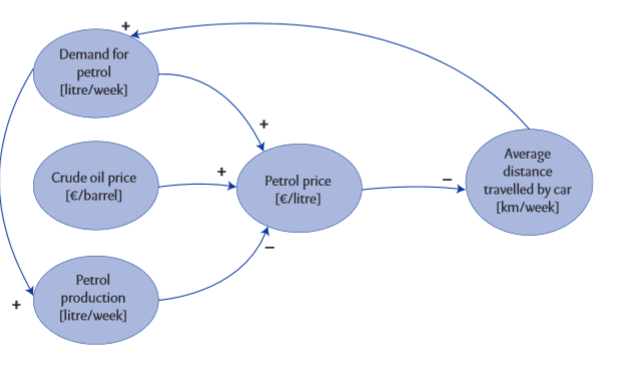 +
Demand for
petrol
[litre/week]
+
Crude oil price
[€/barrel]
+
Petrol price
[€/litre]
−
Average
distance
travelled by car
[km/week]
−
Petrol
production
[litre/week]
+